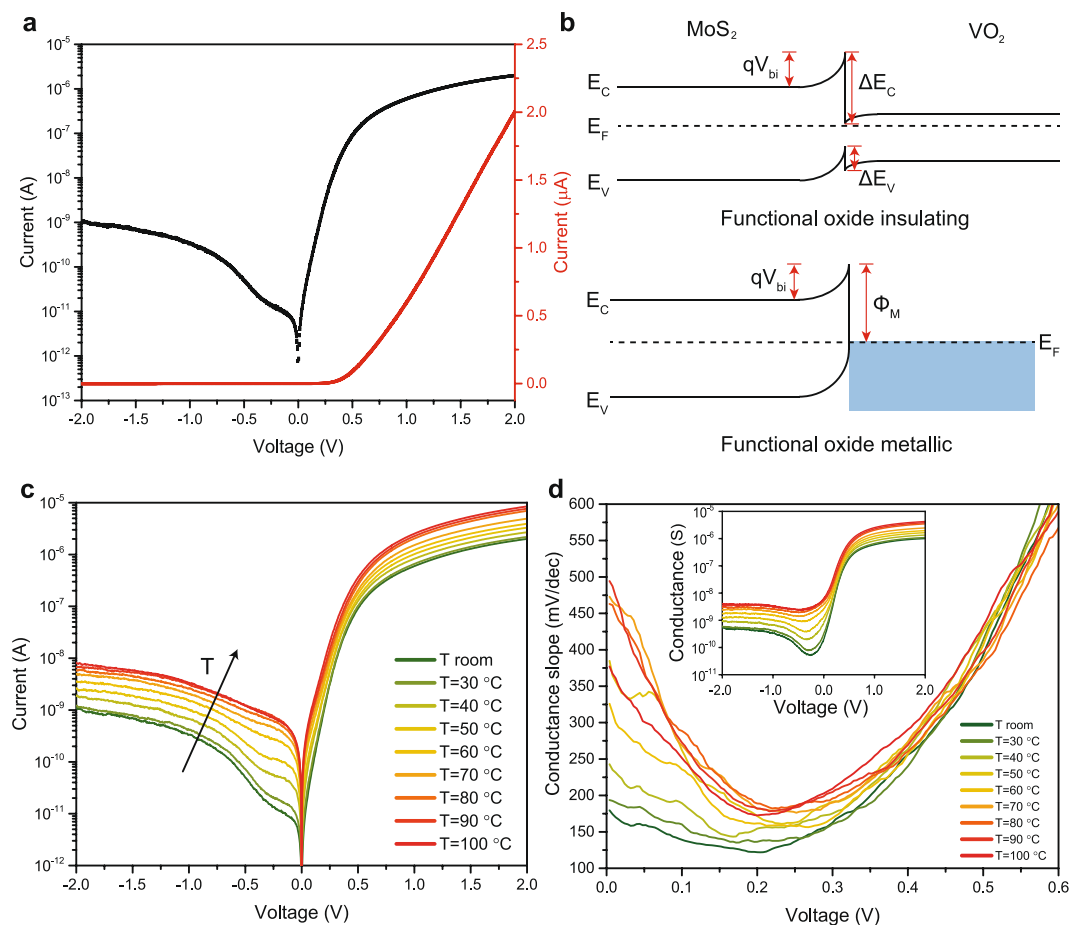 a
10⁻⁵
10⁻⁶
10⁻⁷
10⁻⁸
10⁻⁹
10⁻¹⁰
10⁻¹¹
10⁻¹²
10⁻¹³
Current (A)
-2.0 -1.5 -1.0 -0.5 0.0 0.5 1.0 1.5 2.0
Voltage (V)
2.5
2.0
1.5
1.0
0.5
0.0
Current (μA)
b
MoS₂ VO₂
qV_bi
ΔE_C
E_C
E_F
E_V
ΔE_V
Functional oxide insulating
qV_bi
E_C
Φ_M
E_F
E_V
Functional oxide metallic
c
10⁻⁵
10⁻⁶
10⁻⁷
10⁻⁸
10⁻⁹
10⁻¹⁰
10⁻¹¹
10⁻¹²
Current (A)
T
T room
T=30 °C
T=40 °C
T=50 °C
T=60 °C
T=70 °C
T=80 °C
T=90 °C
T=100 °C
-2.0 -1.5 -1.0 -0.5 0.0 0.5 1.0 1.5 2.0
Voltage (V)
d
600
550
500
450
400
350
300
250
200
150
100
Conductance slope (mV/dec)
10⁻⁵
10⁻⁶
10⁻⁷
10⁻⁸
10⁻⁹
10⁻¹⁰
10⁻¹¹
Conductance (S)
-2.0 -1.0 0.0 1.0 2.0
Voltage (V)
T room
T=30 °C
T=40 °C
T=50 °C
T=60 °C
T=70 °C
T=80 °C
T=90 °C
T=100 °C
0.0 0.1 0.2 0.3 0.4 0.5 0.6
Voltage (V)